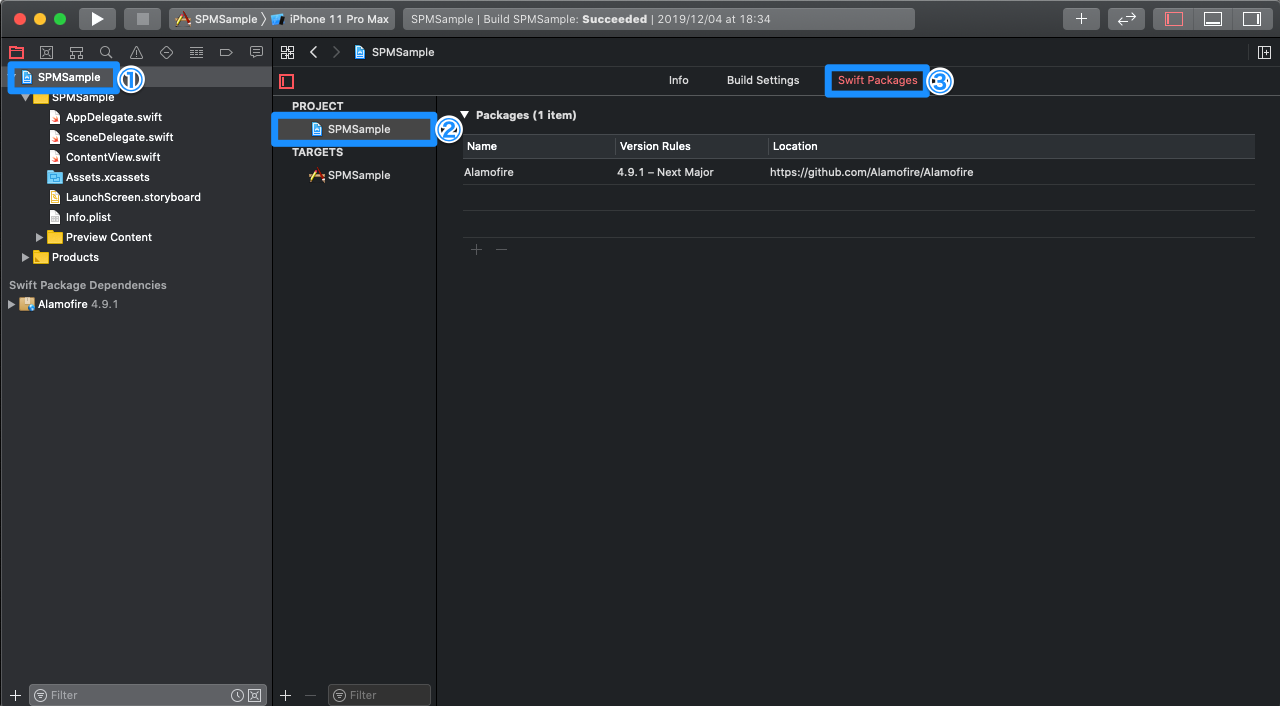 SPMSample
iPhone 11 Pro Max
SPMSample | Build SPMSample: Succeeded | 2019/12/04 at 18:34
SPMSample
SPMSample
①
SPMSample
AppDelegate.swift
SceneDelegate.swift
ContentView.swift
Assets.xcassets
LaunchScreen.storyboard
Info.plist
Preview Content
Products
Swift Package Dependencies
Alamofire 4.9.1
Filter
Info
Build Settings
Swift Packages
③
PROJECT
SPMSample
②
TARGETS
SPMSample
Filter
Packages (1 item)
Name Version Rules Location
Alamofire 4.9.1 – Next Major https://github.com/Alamofire/Alamofire